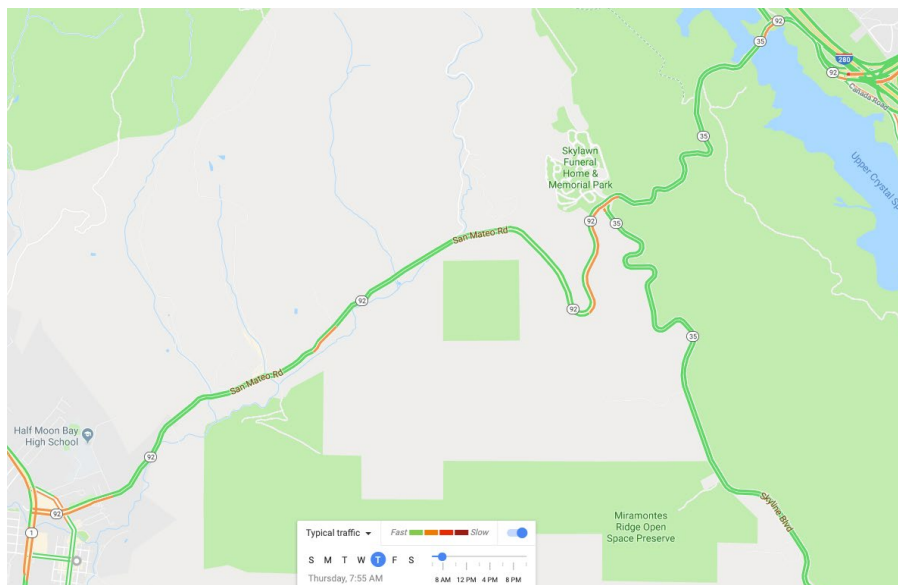 92
35
280
92
Canada Road
35
Upper Crystal Sp
Skylawn
Funeral
Home &
Memorial Park
92
35
San Mateo Rd
92
92
35
San Mateo Rd
Half Moon Bay
High School
92
92
1
Miramontes
Ridge Open
Space Preserve
Skyline Blvd
Typical traffic Fast Slow
S M T W T F S
Thursday, 7:55 AM 8 AM 12 PM 4 PM 8 PM